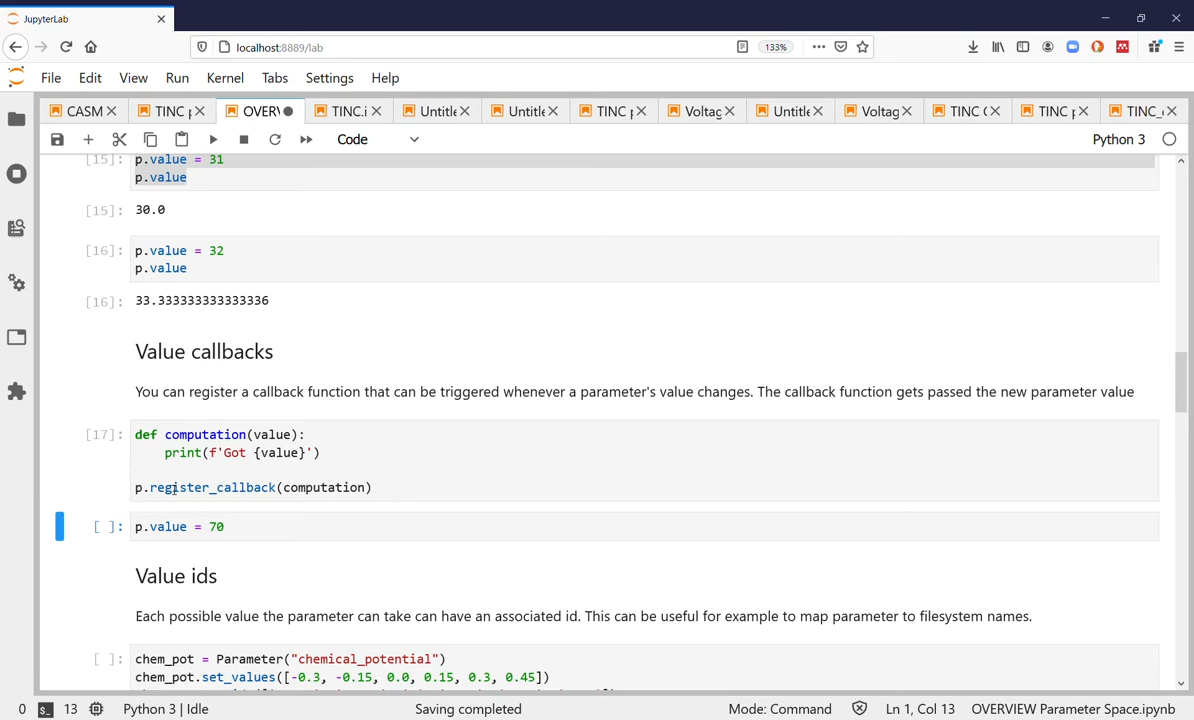 JupyterLab
localhost:8889/lab
133%
File Edit View Run Kernel Tabs Settings Help
CASM TINC p OVERV TINC.i Untitle Untitle TINC p Voltag Untitle Voltag TINC ( TINC p TINC_
Code Python 3
[15]: p.value = 31
p.value
[15]: 30.0
[16]: p.value = 32
p.value
[16]: 33.333333333333336
Value callbacks
You can register a callback function that can be triggered whenever a parameter's value changes. The callback function gets passed the new parameter value
[17]: def computation(value):
print(f'Got {value}')
p.register_callback(computation)
[ ]: p.value = 70
Value ids
Each possible value the parameter can take can have an associated id. This can be useful for example to map parameter to filesystem names.
[ ]: chem_pot = Parameter("chemical_potential")
chem_pot.set_values([-0.3, -0.15, 0.0, 0.15, 0.3, 0.45])
0 13 Python 3 | Idle Saving completed Mode: Command Ln 1, Col 13 OVERVIEW Parameter Space.ipynb